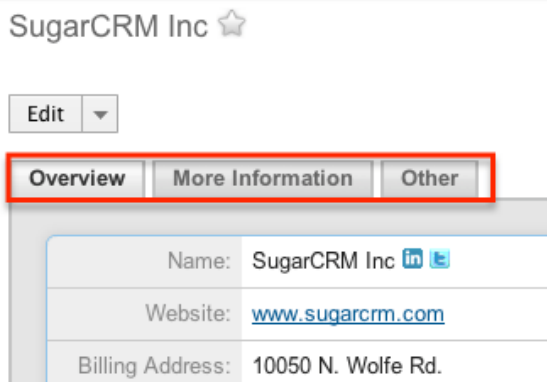 SugarCRM Inc
Edit
Overview More Information Other
Name: SugarCRM Inc in
Website: www.sugarcrm.com
Billing Address: 10050 N. Wolfe Rd.